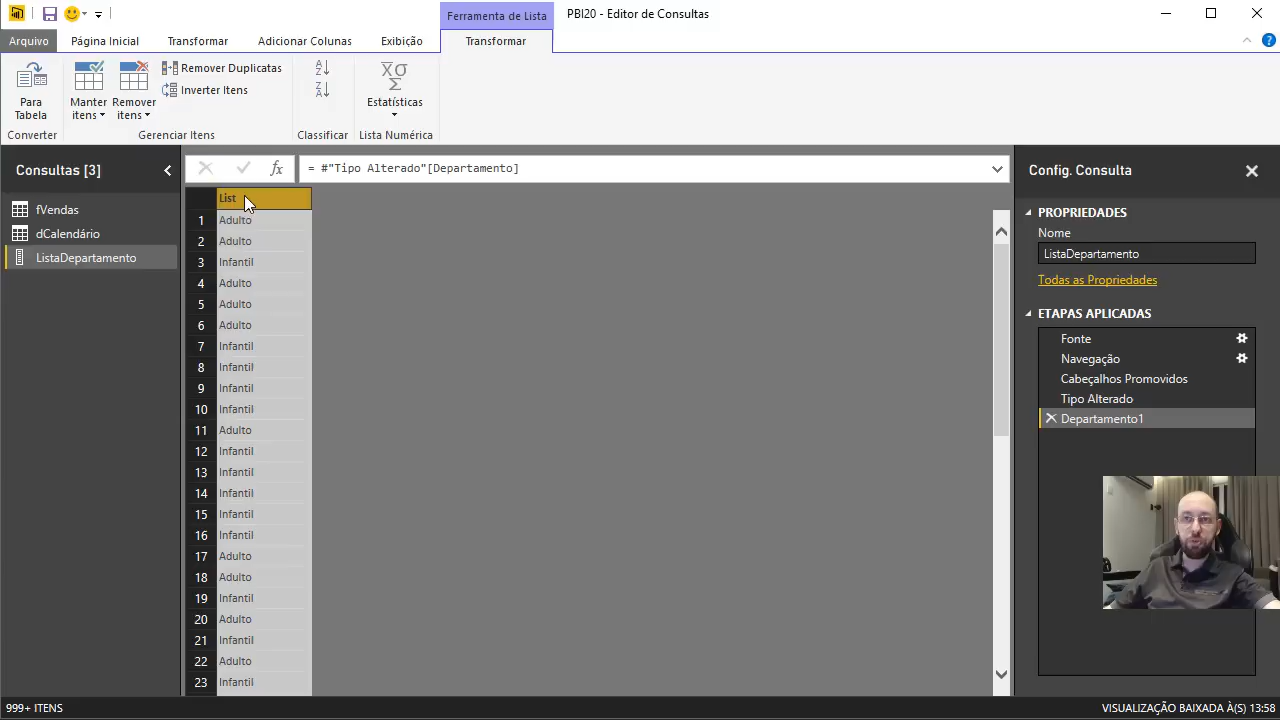 Ferramenta de Lista
PBI20 - Editor de Consultas
Arquivo
Página Inicial
Transformar
Adicionar Colunas
Exibição
Transformar
Para Tabela
Manter itens
Remover itens
Remover Duplicatas
Inverter Itens
Estatísticas
Converter
Gerenciar Itens
Classificar
Lista Numérica
Consultas [3]
fVendas
dCalendário
ListaDepartamento
= #"Tipo Alterado"[Departamento]
List
1 Adulto
2 Adulto
3 Infantil
4 Adulto
5 Adulto
6 Adulto
7 Infantil
8 Infantil
9 Infantil
10 Infantil
11 Adulto
12 Infantil
13 Infantil
14 Infantil
15 Infantil
16 Infantil
17 Adulto
18 Adulto
19 Infantil
20 Adulto
21 Infantil
22 Adulto
23 Infantil
Config. Consulta
PROPRIEDADES
Nome
ListaDepartamento
Todas as Propriedades
ETAPAS APLICADAS
Fonte
Navegação
Cabeçalhos Promovidos
Tipo Alterado
Departamento1
999+ ITENS
VISUALIZAÇÃO BAIXADA À(S) 13:58